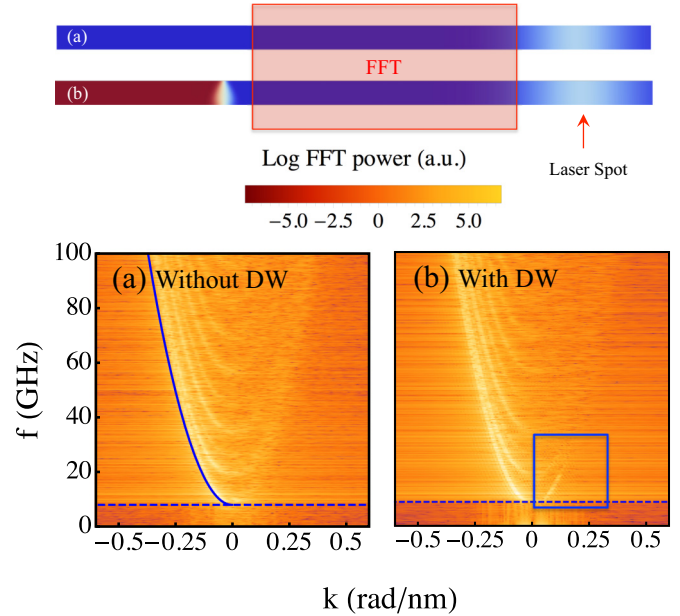 (a)
FFT
(b)
Laser Spot
Log FFT power (a.u.)
−5.0 −2.5 0 2.5 5.0
(a) Without DW
(b) With DW
f (GHz)
100
80
60
40
20
0
−0.5 −0.25 0 0.25 0.5
−0.5 −0.25 0 0.25 0.5
k (rad/nm)